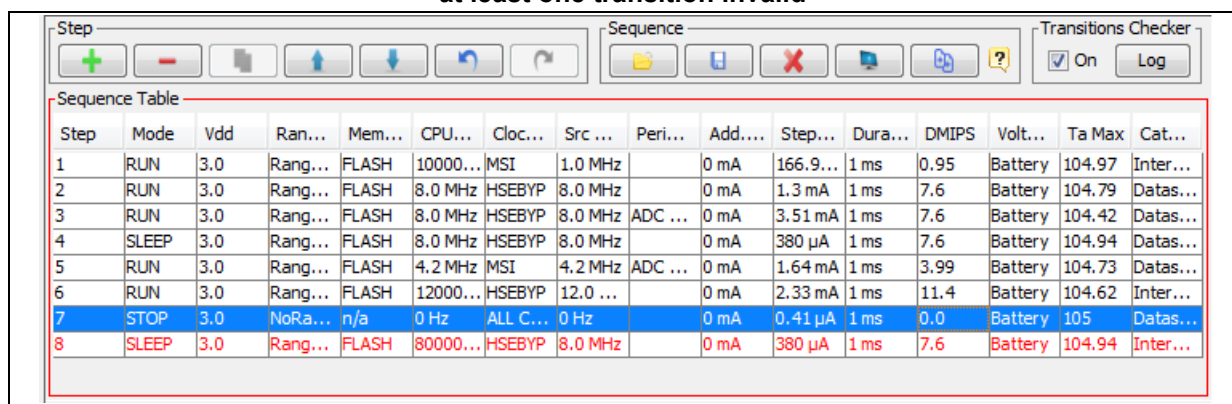 at least one transition invalid
Step Sequence Transitions Checker
? On Log
Sequence Table
Step Mode Vdd Ran... Mem... CPU... Cloc... Src ... Peri... Add.... Step... Dura... DMIPS Volt... Ta Max Cat...
1 RUN 3.0 Rang... FLASH 10000... MSI 1.0 MHz 0 mA 166.9... 1 ms 0.95 Battery 104.97 Inter...
2 RUN 3.0 Rang... FLASH 8.0 MHz HSEBYP 8.0 MHz 0 mA 1.3 mA 1 ms 7.6 Battery 104.79 Datas...
3 RUN 3.0 Rang... FLASH 8.0 MHz HSEBYP 8.0 MHz ADC ... 0 mA 3.51 mA 1 ms 7.6 Battery 104.42 Datas...
4 SLEEP 3.0 Rang... FLASH 8.0 MHz HSEBYP 8.0 MHz 0 mA 380 µA 1 ms 7.6 Battery 104.94 Datas...
5 RUN 3.0 Rang... FLASH 4.2 MHz MSI 4.2 MHz ADC ... 0 mA 1.64 mA 1 ms 3.99 Battery 104.73 Datas...
6 RUN 3.0 Rang... FLASH 12000... HSEBYP 12.0 ... 0 mA 2.33 mA 1 ms 11.4 Battery 104.62 Inter...
7 STOP 3.0 NoRa... n/a 0 Hz ALL C... 0 Hz 0 mA 0.41 µA 1 ms 0.0 Battery 105 Datas...
8 SLEEP 3.0 Rang... FLASH 80000... HSEBYP 8.0 MHz 0 mA 380 µA 1 ms 7.6 Battery 104.94 Inter...